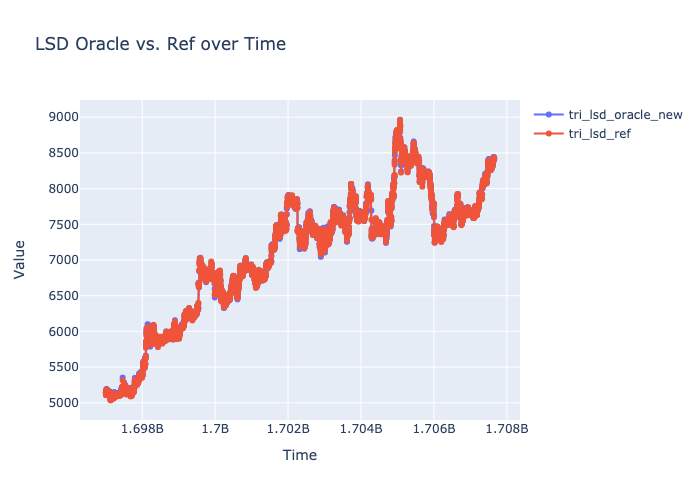 LSD Oracle vs. Ref over Time
tri_lsd_oracle_new
tri_lsd_ref
Value
9000
8500
8000
7500
7000
6500
6000
5500
5000
1.698B 1.7B 1.702B 1.704B 1.706B 1.708B
Time